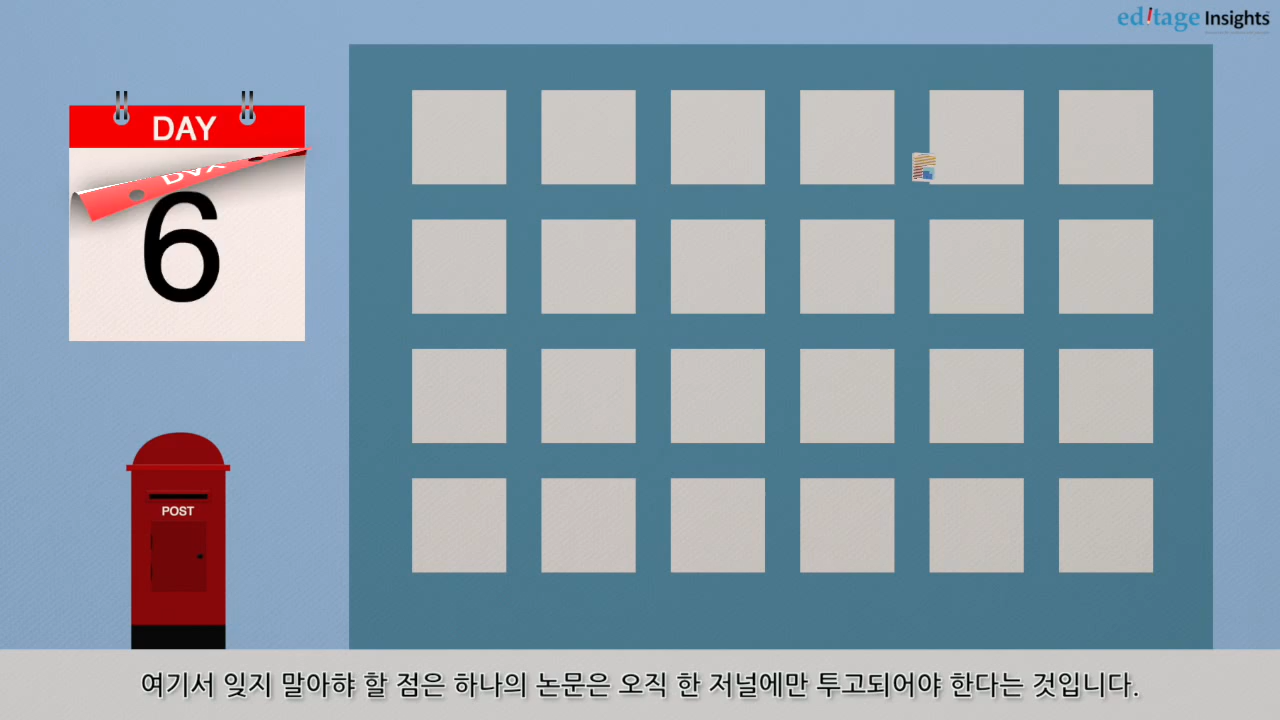 editage Insights
DAY
DAY
6
POST
여기서 잊지 말아햐 할 점은 하나의 논문은 오직 한 저널에만 투고되어야 한다는 것입니다.